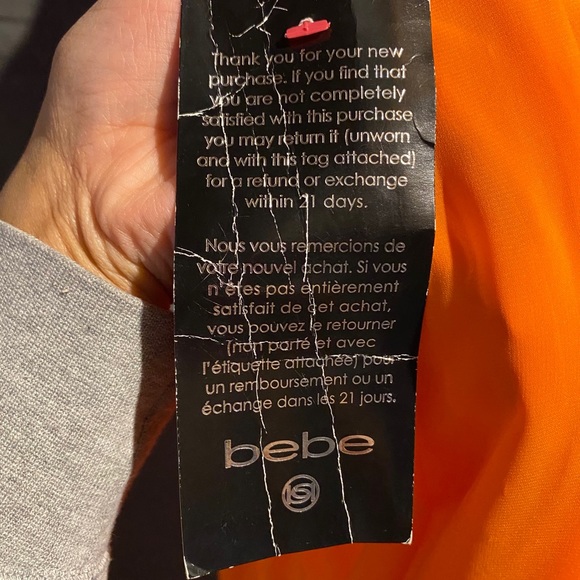 Thank you for your new
purchase. If you find that
you are not completely
satisfied with this purchase
you may return it (unworn
and with this tag attached)
for a refund or exchange
within 21 days.
Nous vous remercions de
votre nouvel achat. Si vous
n'êtes pas entièrement
satisfait de cet achat,
vous pouvez le retourner
(non porté et avec
l'étiquette attachée) pour
un remboursement ou un
échange dans les 21 jours.
bebe